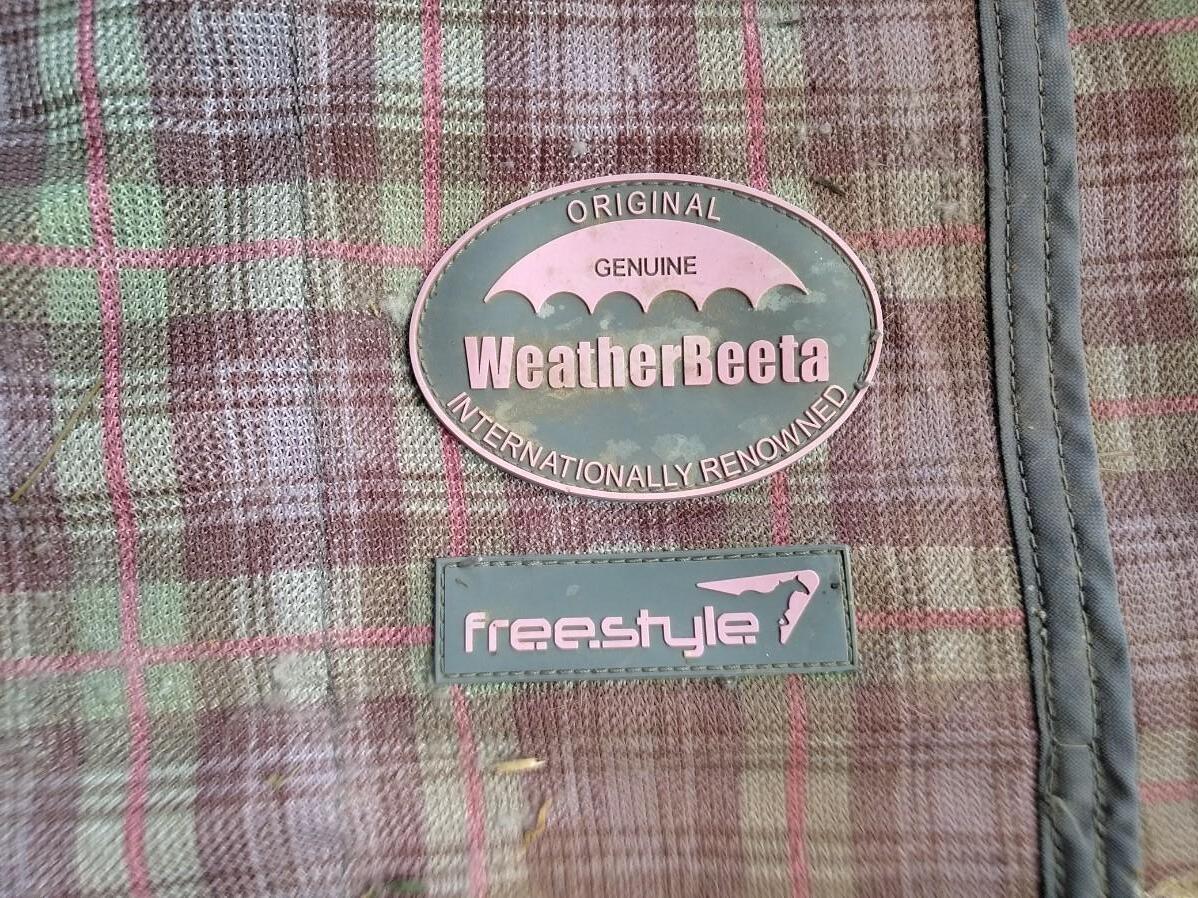 ORIGINAL
GENUINE
WeatherBeeta
INTERNATIONALLY RENOWNED
freestyle